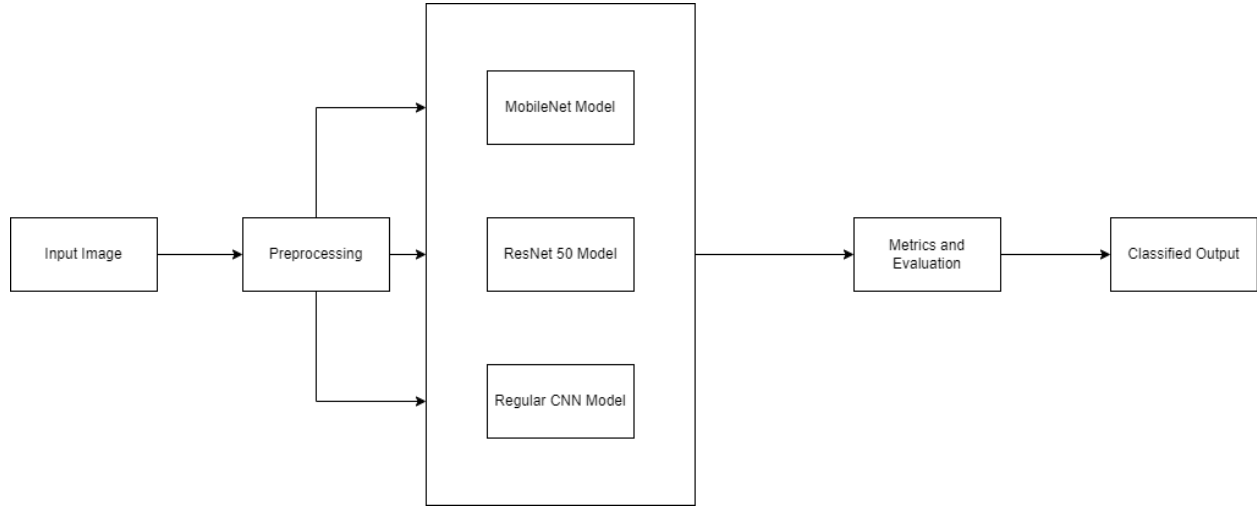 Input Image
Preprocessing
MobileNet Model
ResNet 50 Model
Regular CNN Model
Metrics and
Evaluation
Classified Output